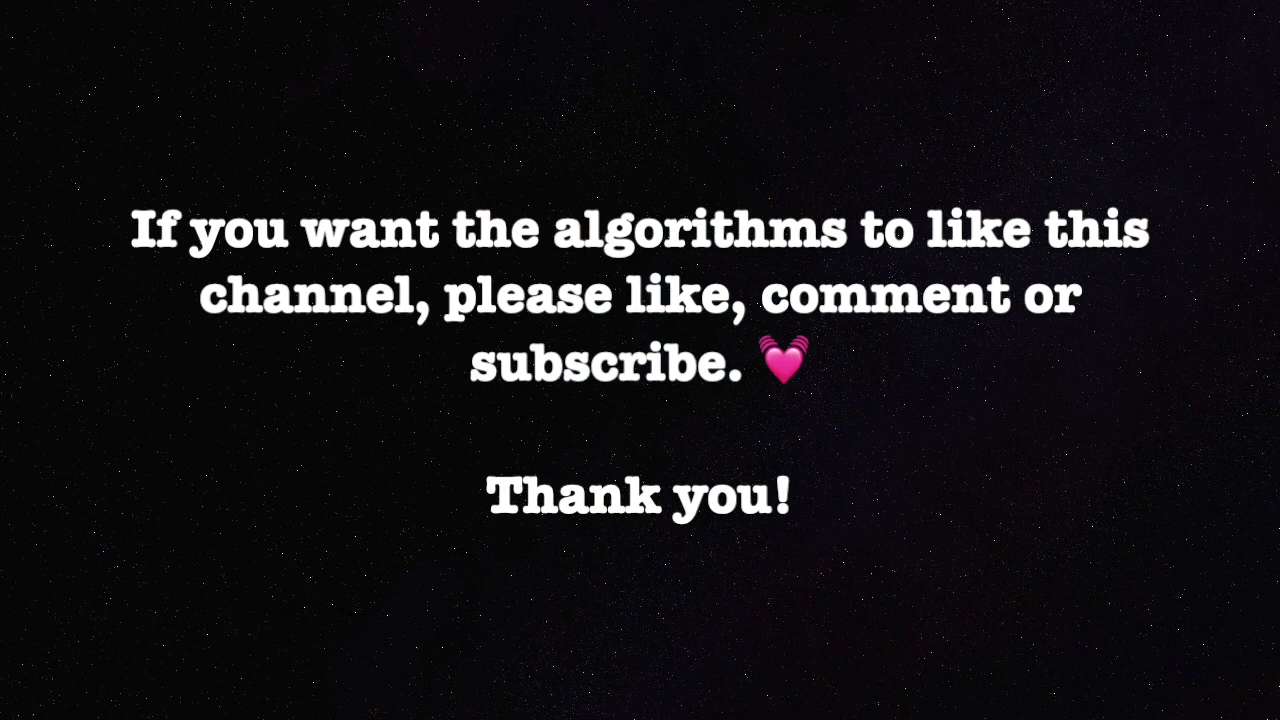 If you want the algorithms to like this
channel, please like, comment or
subscribe. 💓
Thank you!